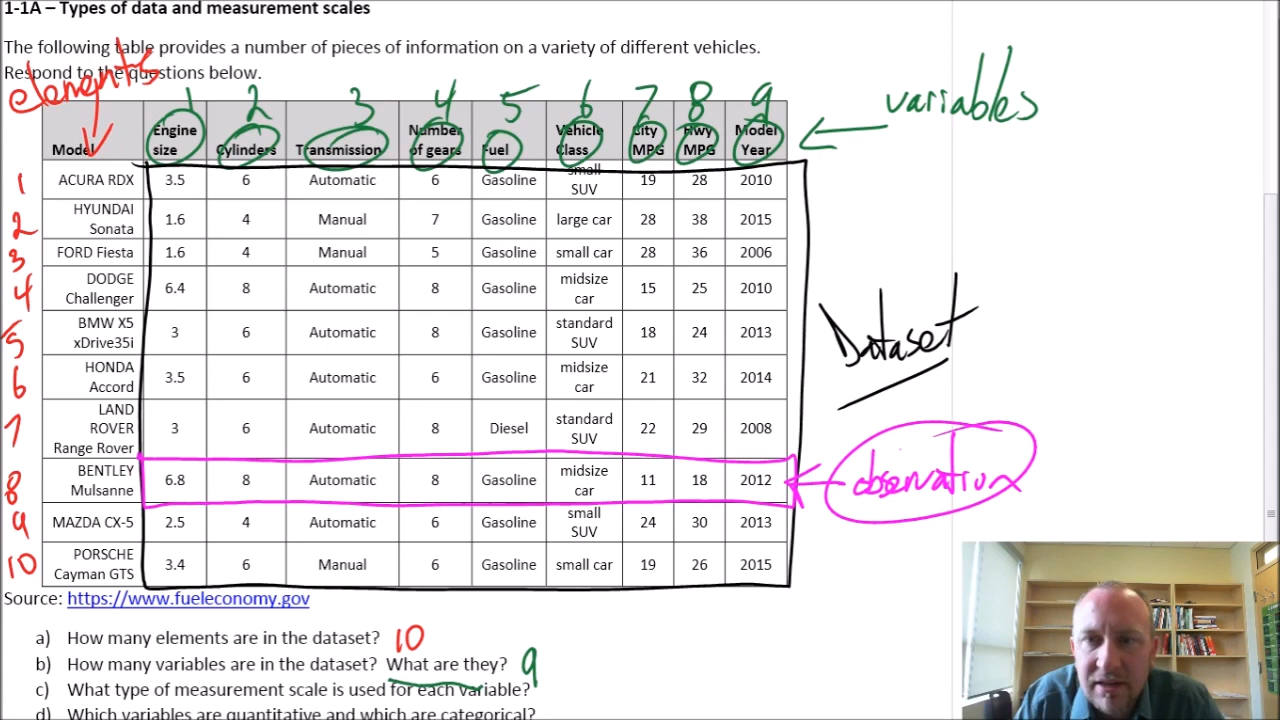 1-1A – Types of data and measurement scales
The following table provides a number of pieces of information on a variety of different vehicles.
Respond to the questions below.
elements
1 2 3 4 5 6 7 8 9
variables
Model Engine size Cylinders Transmission Number of gears Fuel Vehicle Class City MPG Hwy MPG Model Year
1 ACURA RDX 3.5 6 Automatic 6 Gasoline small SUV 19 28 2010
2 HYUNDAI Sonata 1.6 4 Manual 7 Gasoline large car 28 38 2015
3 FORD Fiesta 1.6 4 Manual 5 Gasoline small car 28 36 2006
4 DODGE Challenger 6.4 8 Automatic 8 Gasoline midsize car 15 25 2010
5 BMW X5 xDrive35i 3 6 Automatic 8 Gasoline standard SUV 18 24 2013
6 HONDA Accord 3.5 6 Automatic 6 Gasoline midsize car 21 32 2014
7 LAND ROVER Range Rover 3 6 Automatic 8 Diesel standard SUV 22 29 2008
8 BENTLEY Mulsanne 6.8 8 Automatic 8 Gasoline midsize car 11 18 2012
9 MAZDA CX-5 2.5 4 Automatic 6 Gasoline small SUV 24 30 2013
10 PORSCHE Cayman GTS 3.4 6 Manual 6 Gasoline small car 19 26 2015
Dataset
observation
Source: https://www.fueleconomy.gov
a) How many elements are in the dataset? 10
b) How many variables are in the dataset? What are they? 9
c) What type of measurement scale is used for each variable?
d) Which variables are quantitative and which are categorical?